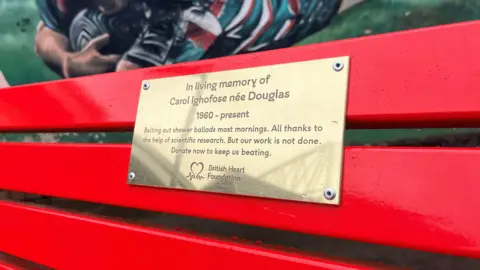 In living memory of
Carol Ighofose née Douglas
1960 - present
Belting out shower ballads most mornings. All thanks to
the help of scientific research. But our work is not done.
Donate now to keep us beating.
British Heart
Foundation